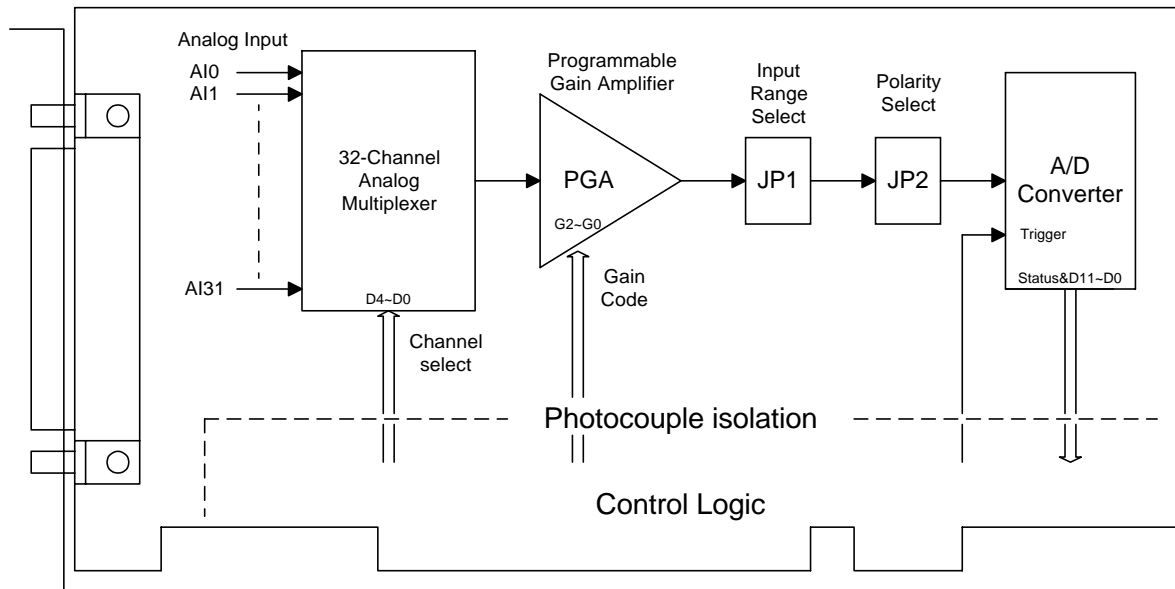 Analog Input
AI0
AI1
AI31
32-Channel
Analog
Multiplexer
D4~D0
Channel
select
Programmable
Gain Amplifier
PGA
G2~G0
Gain
Code
Input
Range
Select
JP1
Polarity
Select
JP2
A/D
Converter
Trigger
Status&D11~D0
Photocouple isolation
Control Logic